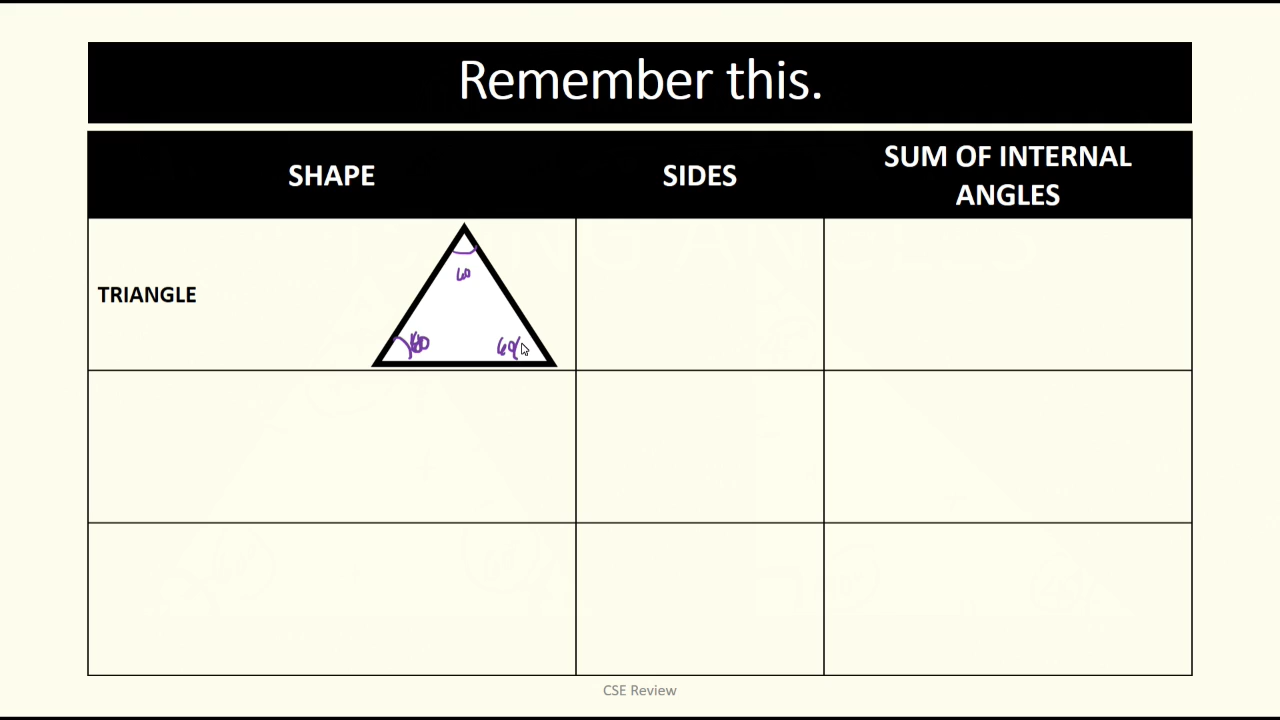 Remember this.
SHAPE
SIDES
SUM OF INTERNAL
ANGLES
TRIANGLE
60
60
CSE Review